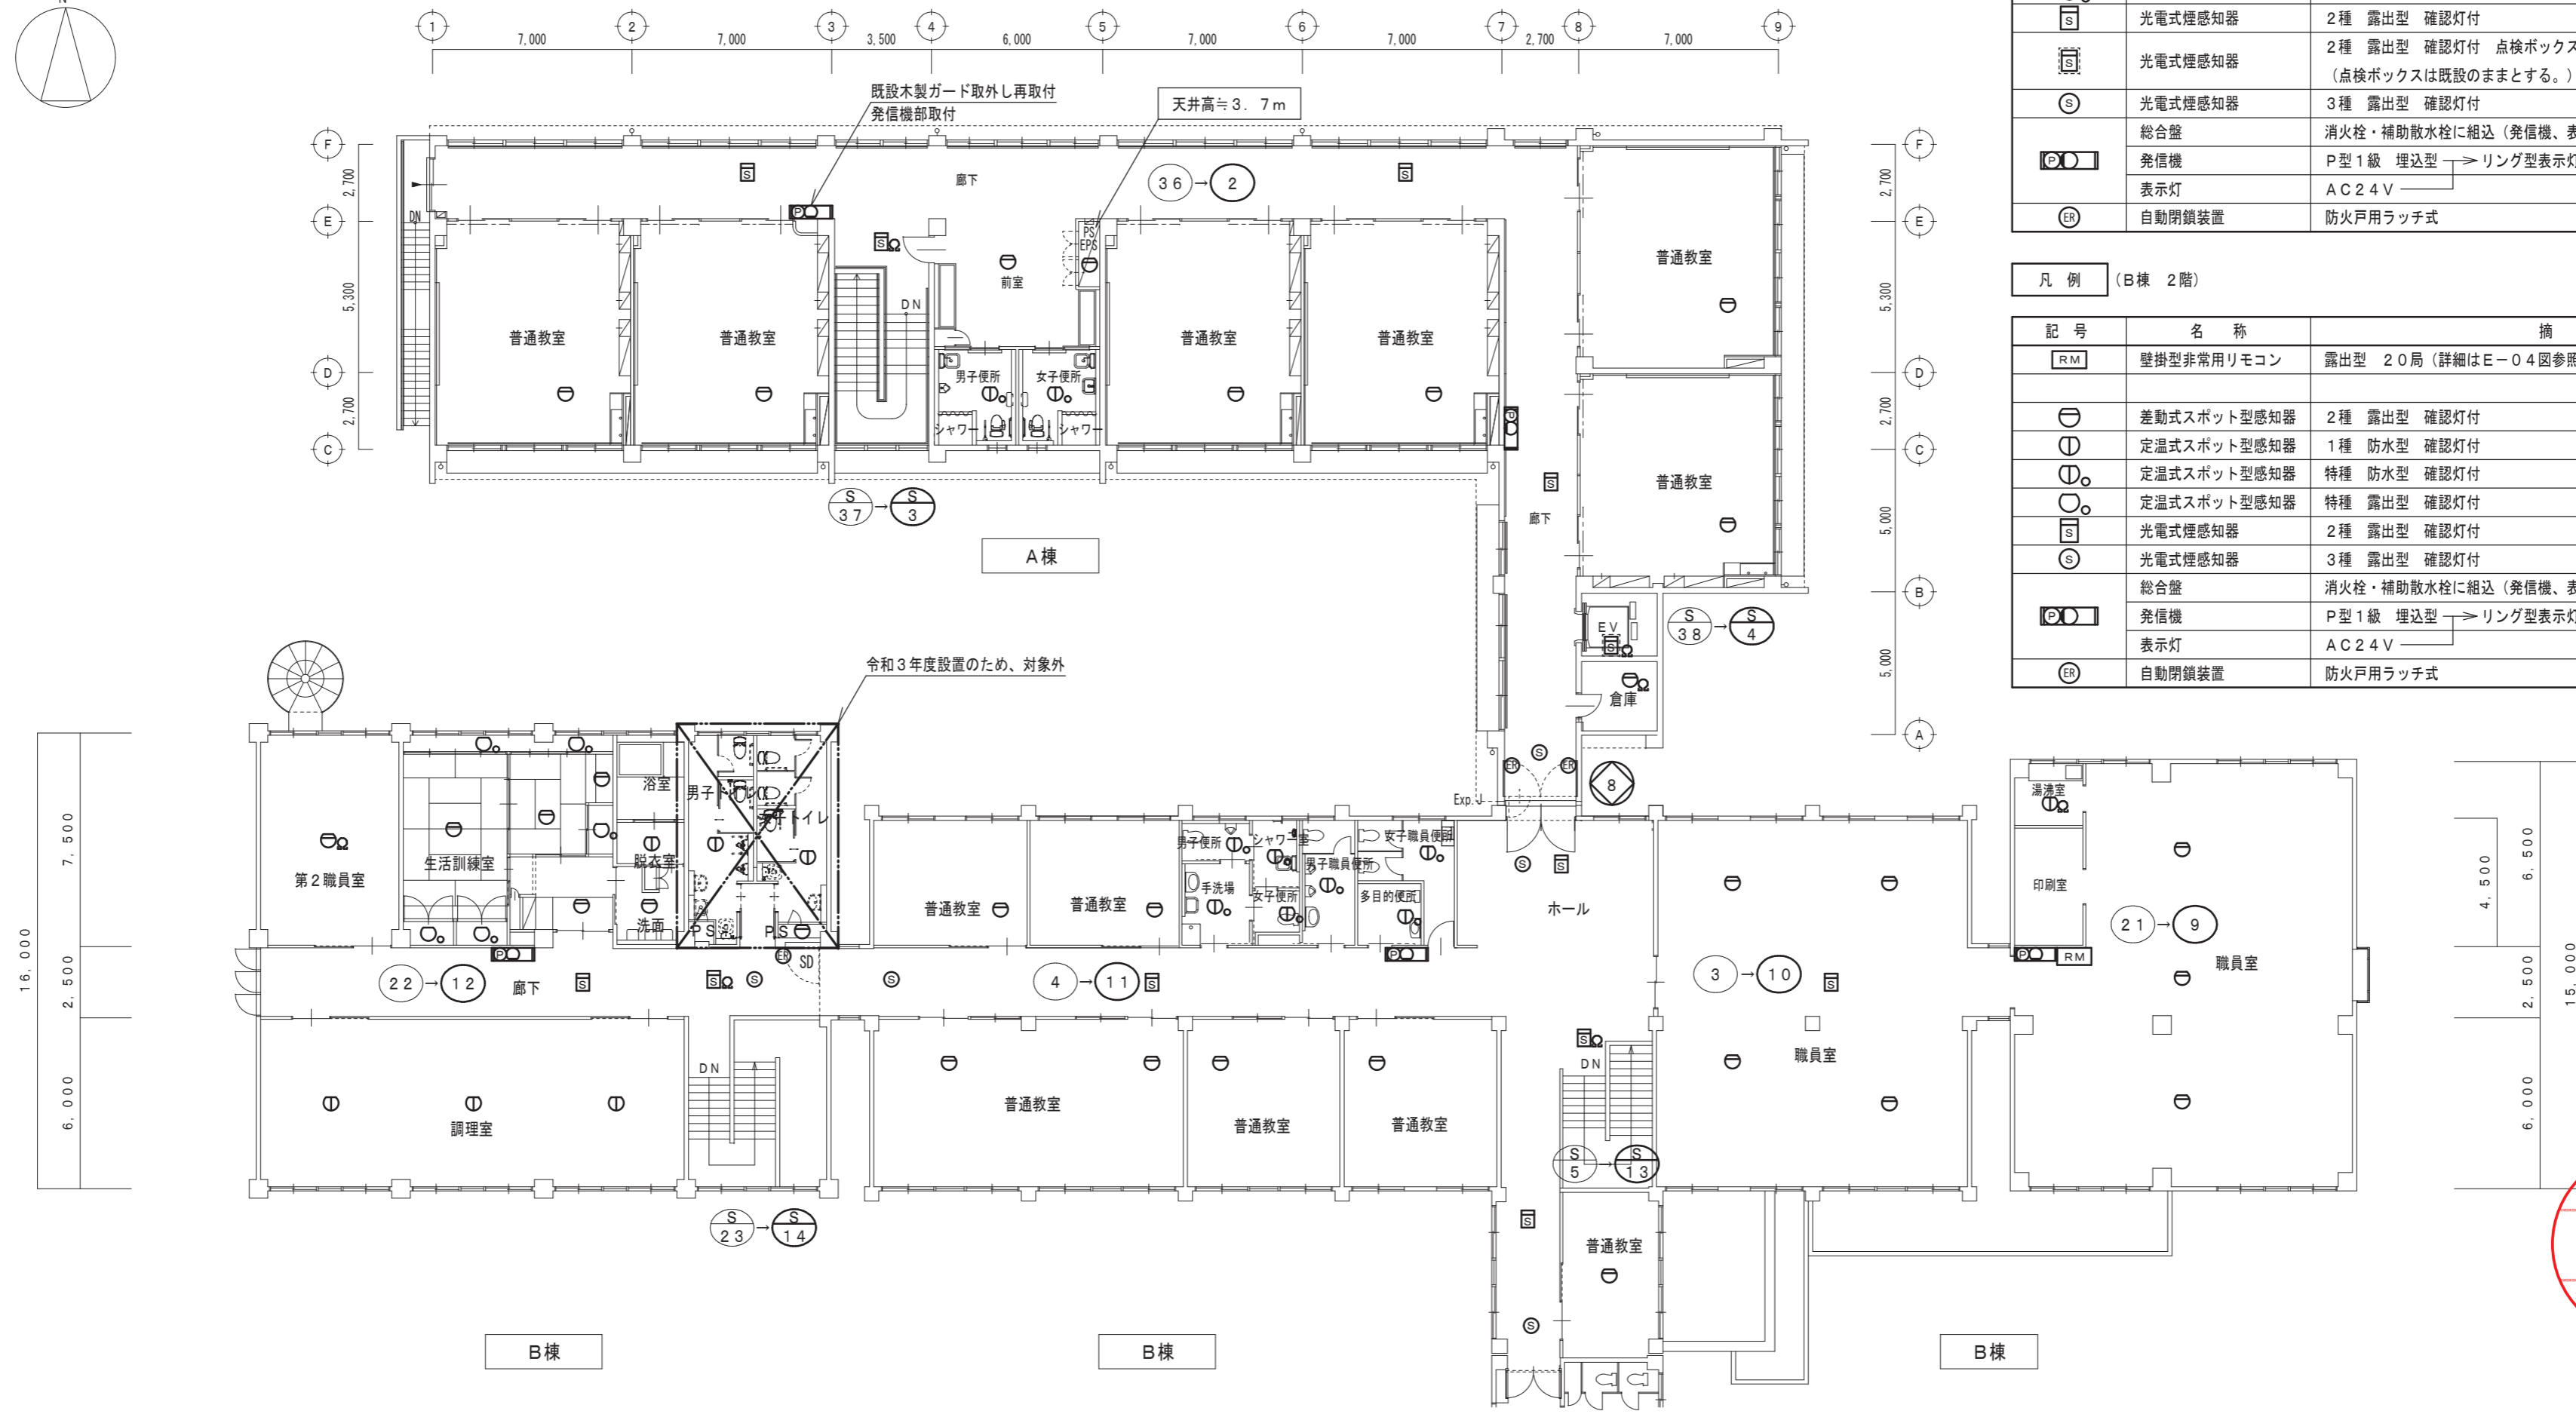 N
1 2 3 4 5 6 7 8 9
7,000 7,000 3,500 6,000 7,000 7,000 2,700 7,000
既設木製ガード取外し再取付
発信機部取付
天井高≒3.7m
F E D C
2,700 5,300 2,700
F E D C B A
2,700 5,300 2,700 5,000 5,000
DN
廊下
36→2
PS
EPS
前室
普通教室
普通教室
DN
普通教室
普通教室
普通教室
男子便所
女子便所
シャワー
シャワー
普通教室
廊下
S
37→S
3
A棟
EV
S
38→S
4
倉庫
令和3年度設置のため、対象外
8
Exp.J
浴室
男子トイレ
女子トイレ
脱衣室
洗面
PS
PS
第2職員室
生活訓練室
普通教室
普通教室
男子便所
シャワー室
手洗場
女子便所
男子職員便所
女子職員便所
多目的便所
ホール
湯沸室
印刷室
21→9
職員室
RM
22→12
廊下
SD
4→11
3→10
職員室
調理室
DN
普通教室
普通教室
普通教室
DN
S
5→S
13
S
23→S
14
普通教室
16,000
7,500
2,500
6,000
4,500
6,500
2,500
6,000
15,000
B棟
B棟
B棟
光電式煙感知器 2種 露出型 確認灯付
光電式煙感知器 2種 露出型 確認灯付 点検ボックス
(点検ボックスは既設のままとする。)
光電式煙感知器 3種 露出型 確認灯付
総合盤 消火栓・補助散水栓に組込(発信機、表
発信機 P型1級 埋込型 リング型表示灯
表示灯 AC24V
ER 自動閉鎖装置 防火戸用ラッチ式
凡例 (B棟 2階)
記号 名称 摘
RM 壁掛型非常用リモコン 露出型 20局(詳細はE-04図参照
差動式スポット型感知器 2種 露出型 確認灯付
定温式スポット型感知器 1種 防水型 確認灯付
定温式スポット型感知器 特種 防水型 確認灯付
定温式スポット型感知器 特種 露出型 確認灯付
S 光電式煙感知器 2種 露出型 確認灯付
S 光電式煙感知器 3種 露出型 確認灯付
総合盤 消火栓・補助散水栓に組込(発信機、表
P 発信機 P型1級 埋込型 リング型表示灯
表示灯 AC24V
ER 自動閉鎖装置 防火戸用ラッチ式